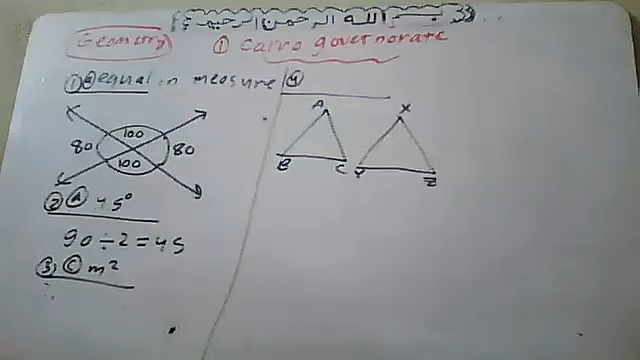 بسم الله الرحمن الرحيم
Geometry
① Cairo governorate
① ⓐ equal in measure
100
80
80
100
② Ⓐ 45°
90 ÷ 2 = 45
③ Ⓒ m²
④
A
B
C
X
Y
Z